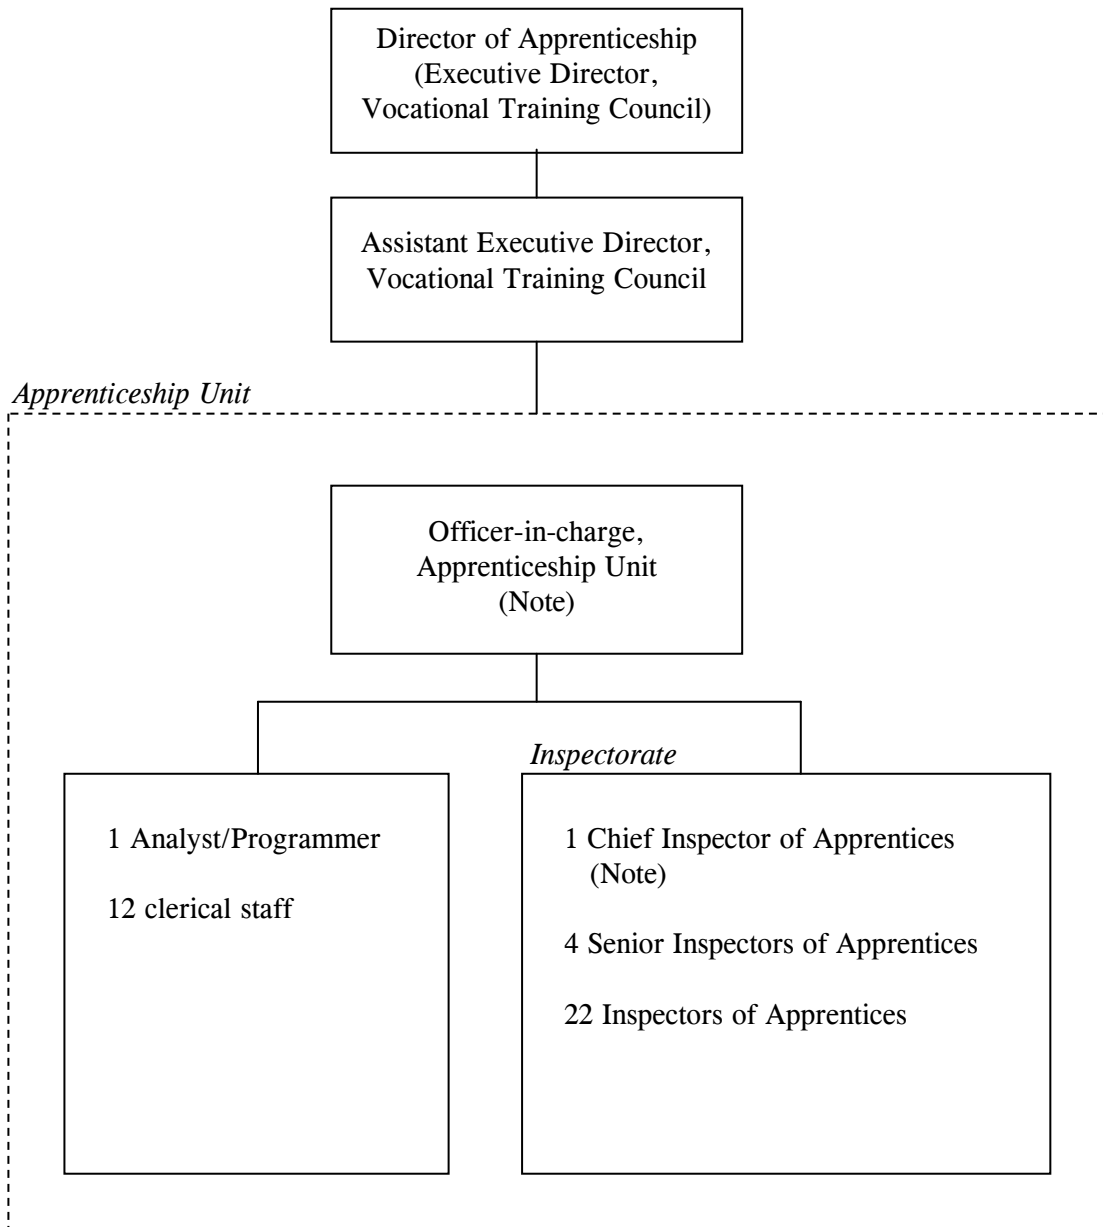 Director of Apprenticeship
(Executive Director,
Vocational Training Council)
Assistant Executive Director,
Vocational Training Council
Apprenticeship Unit
Officer-in-charge,
Apprenticeship Unit
(Note)
1 Analyst/Programmer
12 clerical staff
Inspectorate
1 Chief Inspector of Apprentices
(Note)
4 Senior Inspectors of Apprentices
22 Inspectors of Apprentices